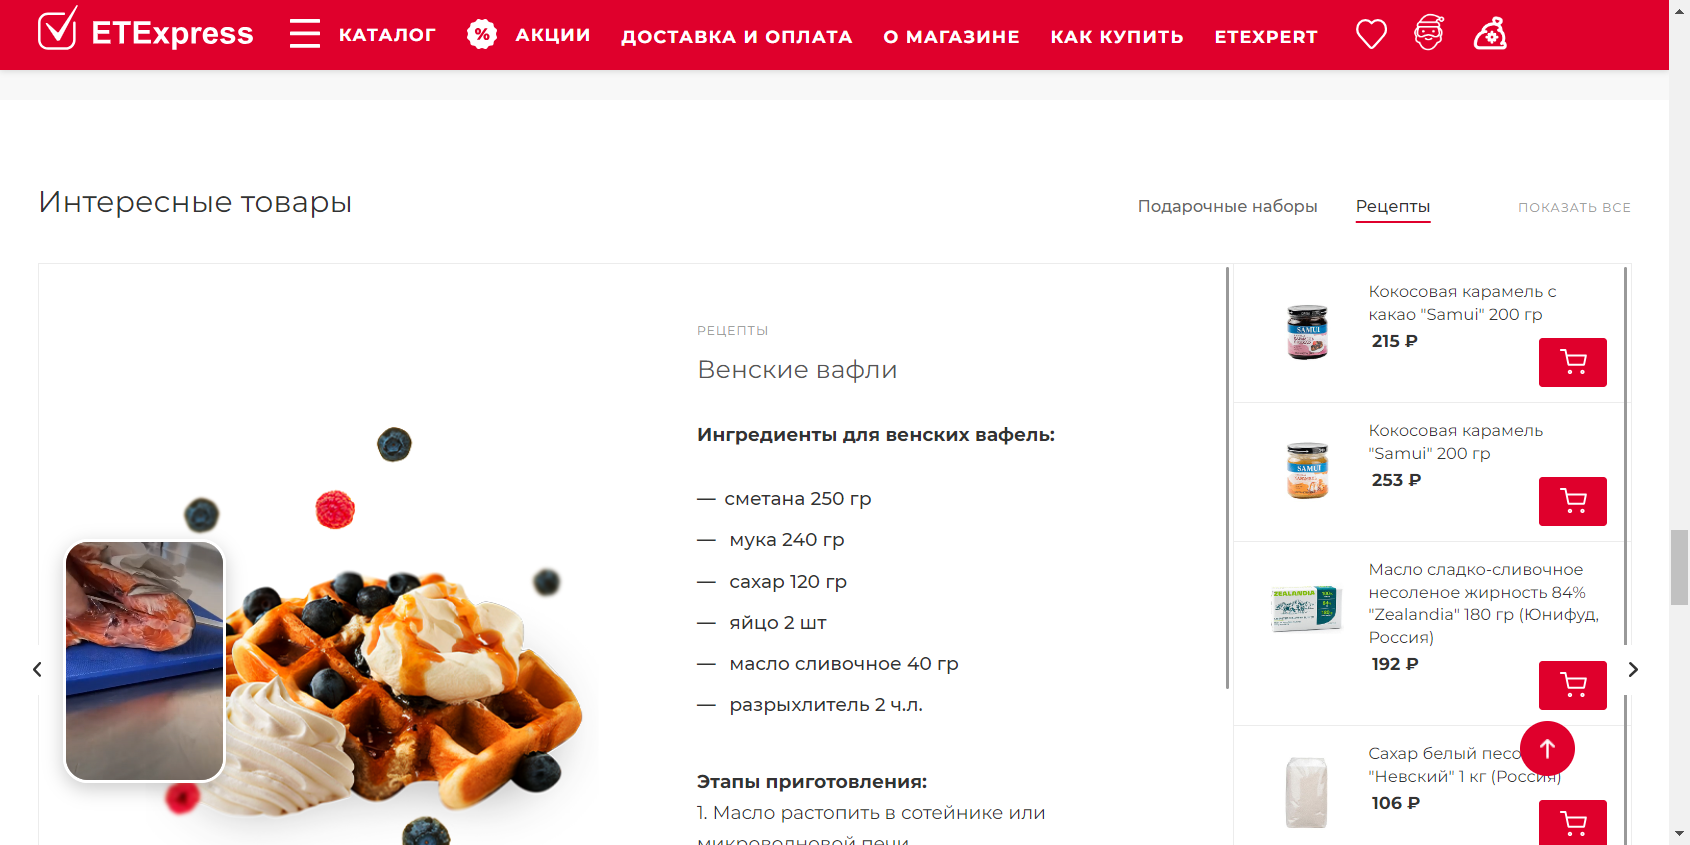 ETExpress
КАТАЛОГ
%
АКЦИИ
ДОСТАВКА И ОПЛАТА
О МАГАЗИНЕ
КАК КУПИТЬ
ETEXPERT
Интересные товары
Подарочные наборы
Рецепты
ПОКАЗАТЬ ВСЕ
РЕЦЕПТЫ
Венские вафли
Ингредиенты для венских вафель:
— сметана 250 гр
— мука 240 гр
— сахар 120 гр
— яйцо 2 шт
— масло сливочное 40 гр
— разрыхлитель 2 ч.л.
Этапы приготовления:
1. Масло растопить в сотейнике или
микроволновой печи
Кокосовая карамель с
какао "Samui" 200 гр
215 ₽
SAMUI
Кокосовая карамель
"Samui" 200 гр
253 ₽
SAMUI
Масло сладко-сливочное
несоленое жирность 84%
"Zealandia" 180 гр (Юнифуд,
Россия)
192 ₽
ZEALANDIA
Сахар белый песо
"Невский" 1 кг (Россия)
106 ₽